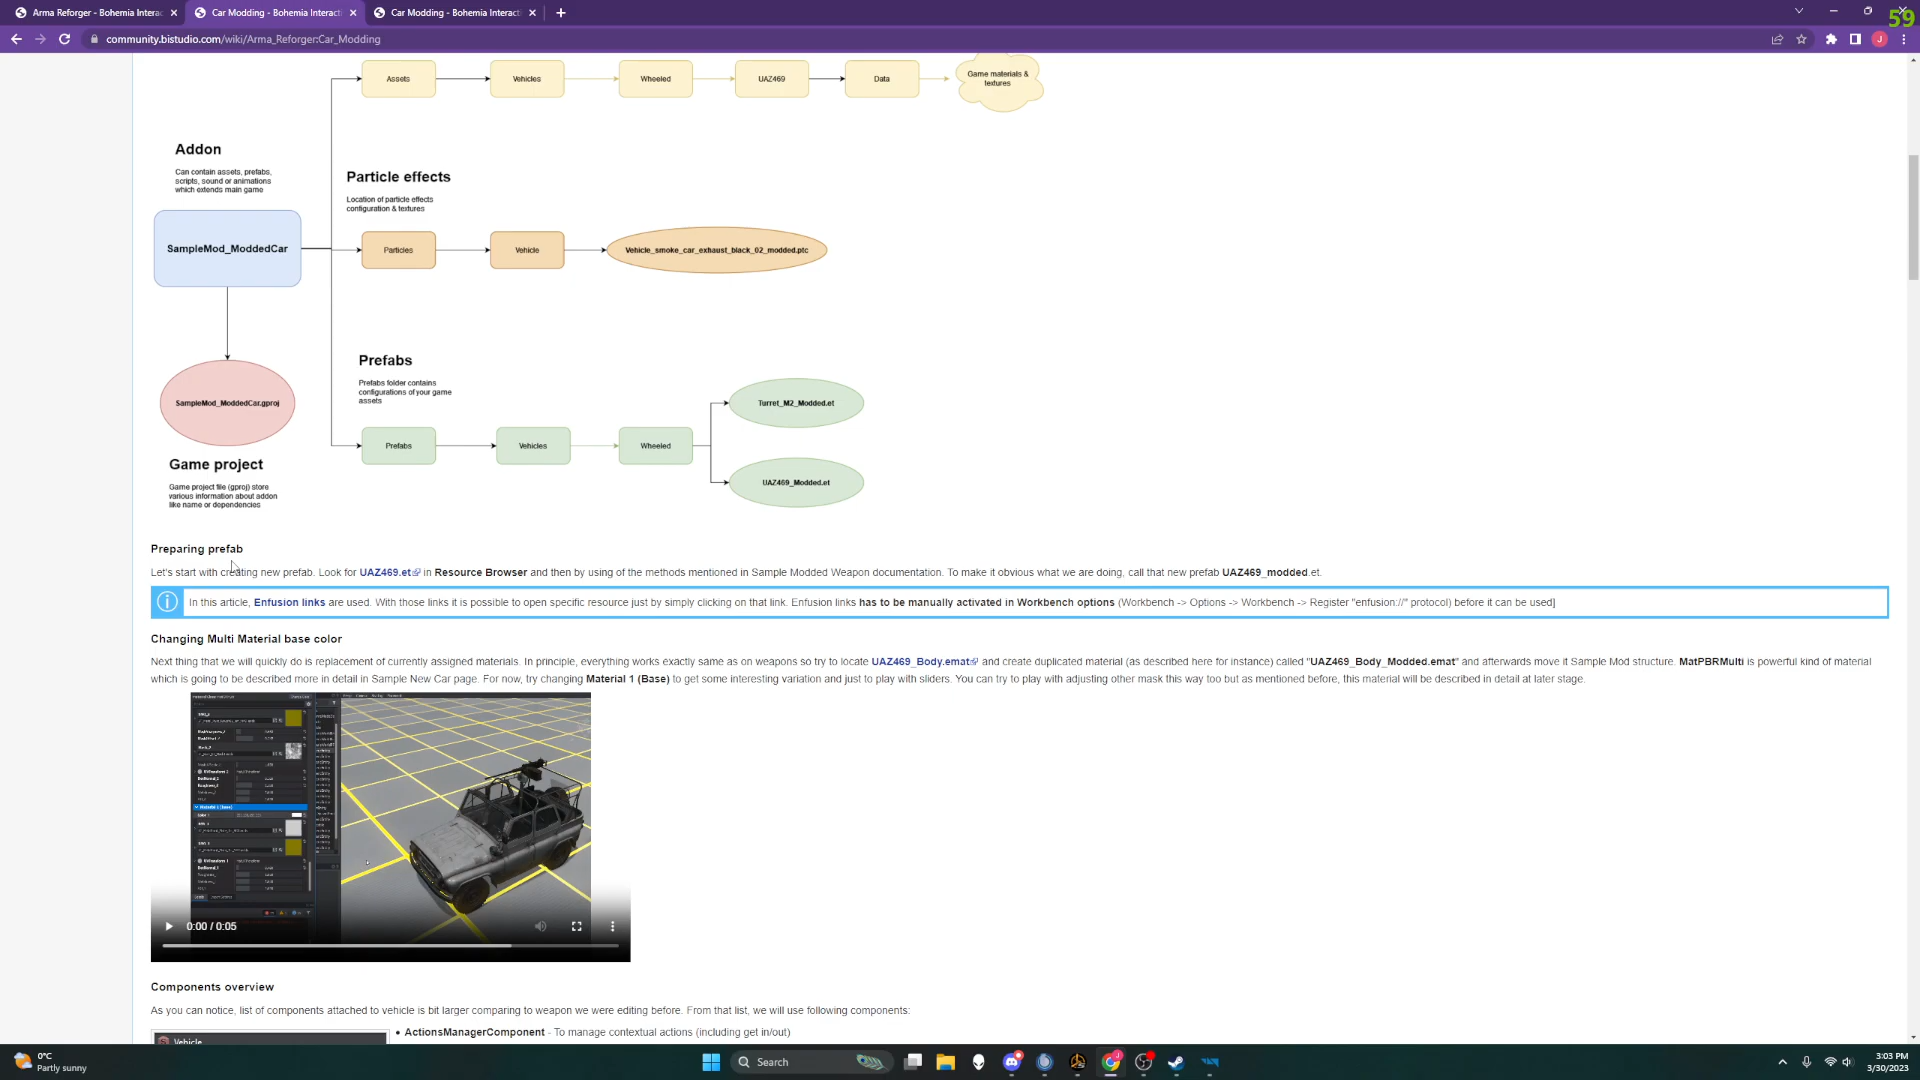 Arma Reforger - Bohemia Interac
Car Modding - Bohemia Interacti
Car Modding - Bohemia Interacti
59
community.bistudio.com/wiki/Arma_Reforger:Car_Modding
J
Assets
Vehicles
Wheeled
UAZ469
Data
Game materials &
textures
Addon
Can contain assets, prefabs,
scripts, sound or animations
which extends main game
Particle effects
Location of particle effects
configuration & textures
SampleMod_ModdedCar
Particles
Vehicle
Vehicle_smoke_car_exhaust_black_02_modded.ptc
Prefabs
Prefabs folder contains
configurations of your game
assets
SampleMod_ModdedCar.gproj
Turret_M2_Modded.et
Prefabs
Vehicles
Wheeled
UAZ469_Modded.et
Game project
Game project file (gproj) store
various information about addon
like name or dependencies
Preparing prefab
Let's start with creating new prefab. Look for UAZ469.et in Resource Browser and then by using of the methods mentioned in Sample Modded Weapon documentation. To make it obvious what we are doing, call that new prefab UAZ469_modded.et.
In this article, Enfusion links are used. With those links it is possible to open specific resource just by simply clicking on that link. Enfusion links has to be manually activated in Workbench options (Workbench -> Options -> Workbench -> Register "enfusion://" protocol) before it can be used]
Changing Multi Material base color
Next thing that we will quickly do is replacement of currently assigned materials. In principle, everything works exactly same as on weapons so try to locate UAZ469_Body.emat and create duplicated material (as described here for instance) called "UAZ469_Body_Modded.emat" and afterwards move it Sample Mod structure. MatPBRMulti is powerful kind of material
which is going to be described more in detail in Sample New Car page. For now, try changing Material 1 (Base) to get some interesting variation and just to play with sliders. You can try to play with adjusting other mask this way too but as mentioned before, this material will be described in detail at later stage.
0:00 / 0:05
Components overview
As you can notice, list of components attached to vehicle is bit larger comparing to weapon we were editing before. From that list, we will use following components:
Vehicle
• ActionsManagerComponent - To manage contextual actions (including get in/out)
0°C
Partly sunny
Search
3:03 PM
3/30/2023